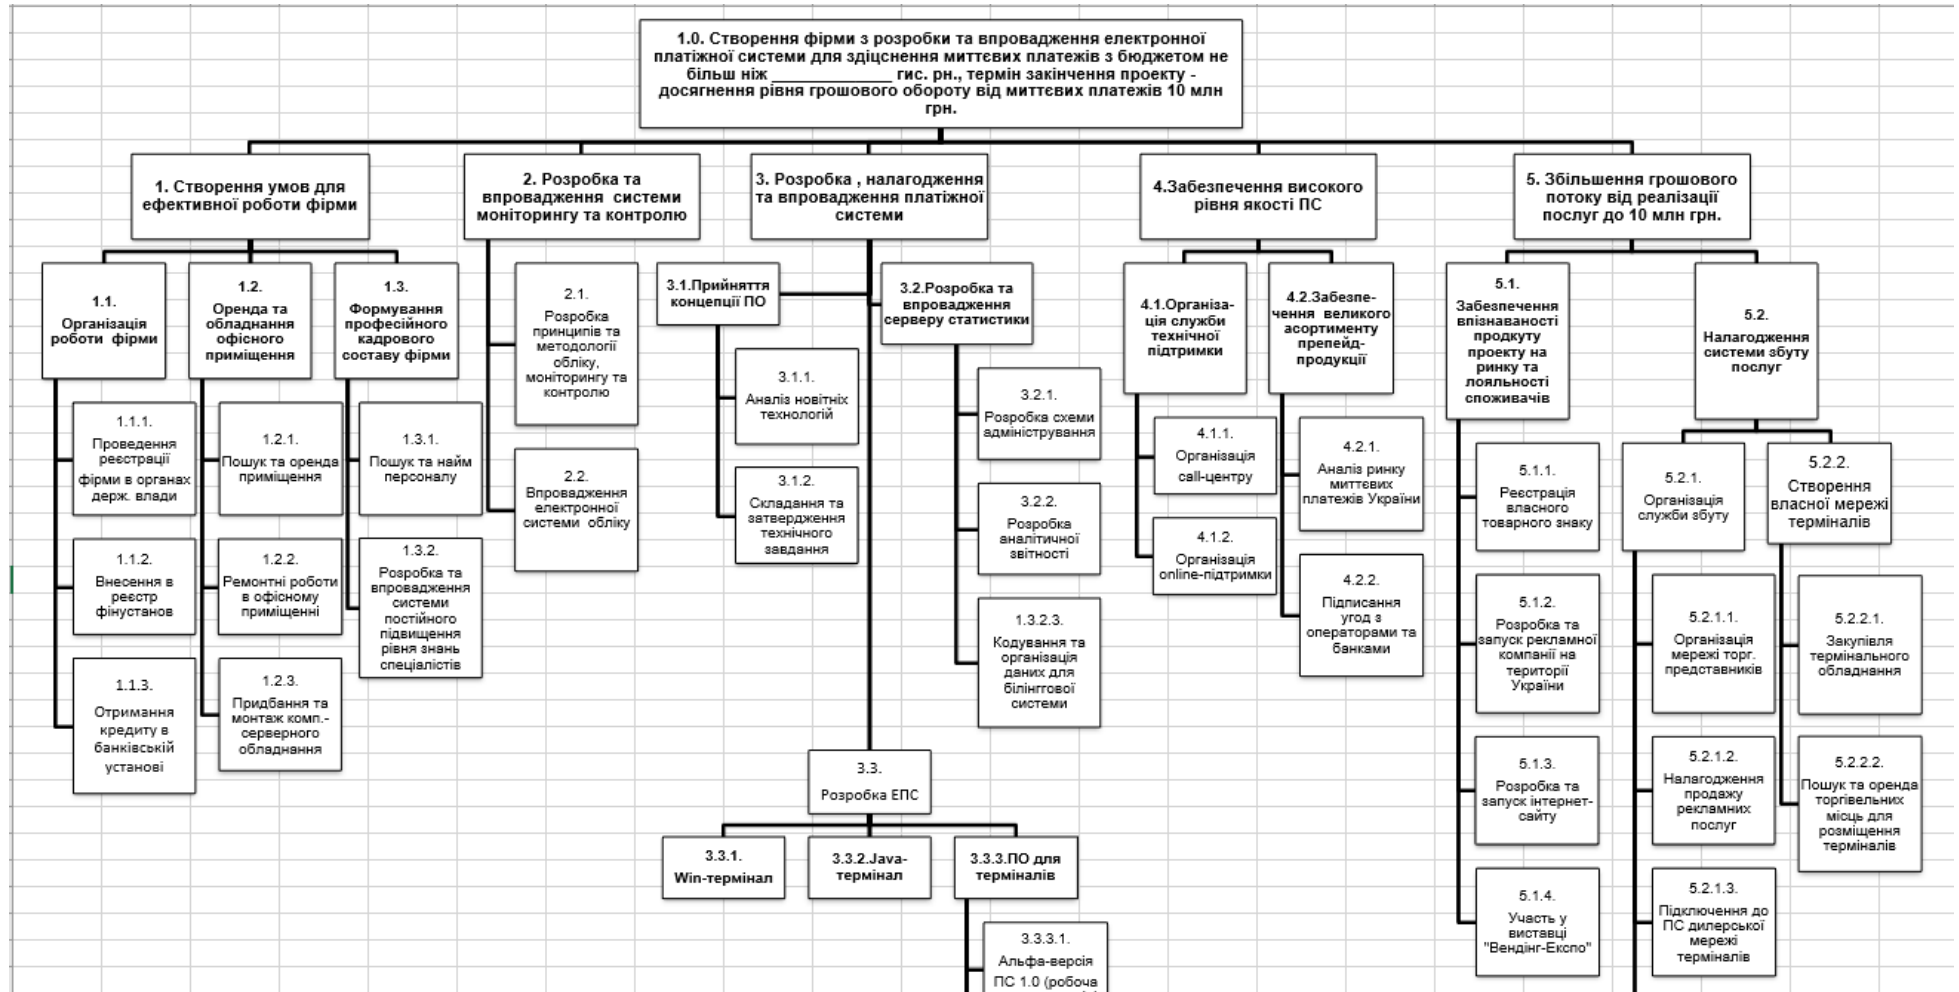 1.0. Створення фірми з розробки та впровадження електронної
платіжної системи для здіцснення миттєвих платежів з бюджетом не
більш ніж ____________ гис. рн., термін закінчення проекту -
досягнення рівня грошового обороту від миттєвих платежів 10 млн
грн.
1. Створення умов для
ефективної роботи фірми
2. Розробка та
впровадження системи
моніторингу та контролю
3. Розробка , налагодження
та впровадження платіжної
системи
4.Забезпечення високого
рівня якості ПС
5. Збільшення грошового
потоку від реалізації
послуг до 10 млн грн.
1.1.
Організація
роботи фірми
1.2.
Оренда та
обладнання
офісного
приміщення
1.3.
Формування
професійного
кадрового
составу фірми
2.1.
Розробка
принципів та
методології
обліку,
моніторингу та
контролю
3.1.Прийняття
концепції ПО
3.2.Розробка та
впровадження
серверу статистики
4.1.Організа-
ція служби
технічної
підтримки
4.2.Забезпе-
чення великого
асортименту
препейд-
продукції
5.1.
Забезпечення
впізнаваності
продкуту
проекту на
ринку та
лояльності
споживачів
5.2.
Налагодження
системи збуту
послуг
1.1.1.
Проведення
реєстрації
фірми в органах
держ. влади
1.2.1.
Пошук та оренда
приміщення
1.3.1.
Пошук та найм
персоналу
2.2.
Впровадження
електронної
системи обліку
3.1.1.
Аналіз новітніх
технологій
3.1.2.
Складання та
затвердження
технічного
завдання
3.2.1.
Розробка схеми
адміністрування
3.2.2.
Розробка
аналітичної
звітності
1.3.2.3.
Кодування та
організація
даних для
білінггової
системи
4.1.1.
Організація
call-центру
4.1.2.
Організація
online-підтримки
4.2.1.
Аналіз ринку
миттєвих
платежів України
4.2.2.
Підписання
угод з
операторами та
банками
5.1.1.
Реєстрація
власного
товарного знаку
5.2.1.
Організація
служби збуту
5.2.2.
Створення
власної мережі
терміналів
1.1.2.
Внесення в
реєстр
фінустанов
1.2.2.
Ремонтні роботи
в офісному
приміщенні
1.3.2.
Розробка та
впровадження
системи
постійного
підвищення
рівня знань
спеціалістів
5.1.2.
Розробка та
запуск рекламної
компанії на
території
України
5.2.1.1.
Організація
мережі торг.
представників
5.2.2.1.
Закупівля
термінального
обладнання
1.1.3.
Отримання
кредиту в
банківській
установі
1.2.3.
Придбання та
монтаж комп.-
серверного
обладнання
5.1.3.
Розробка та
запуск інтернет-
сайту
5.2.1.2.
Налагодження
продажу
рекламних
послуг
5.2.2.2.
Пошук та оренда
торгівельних
місць для
розміщення
терміналів
3.3.
Розробка ЕПС
3.3.1.
Win-термінал
3.3.2.Java-
термінал
3.3.3.ПО для
терміналів
5.1.4.
Участь у
виставці
"Вендінг-Експо"
5.2.1.3.
Підключення до
ПС дилерської
мережі
терміналів
3.3.3.1.
Альфа-версія
ПС 1.0 (робоча